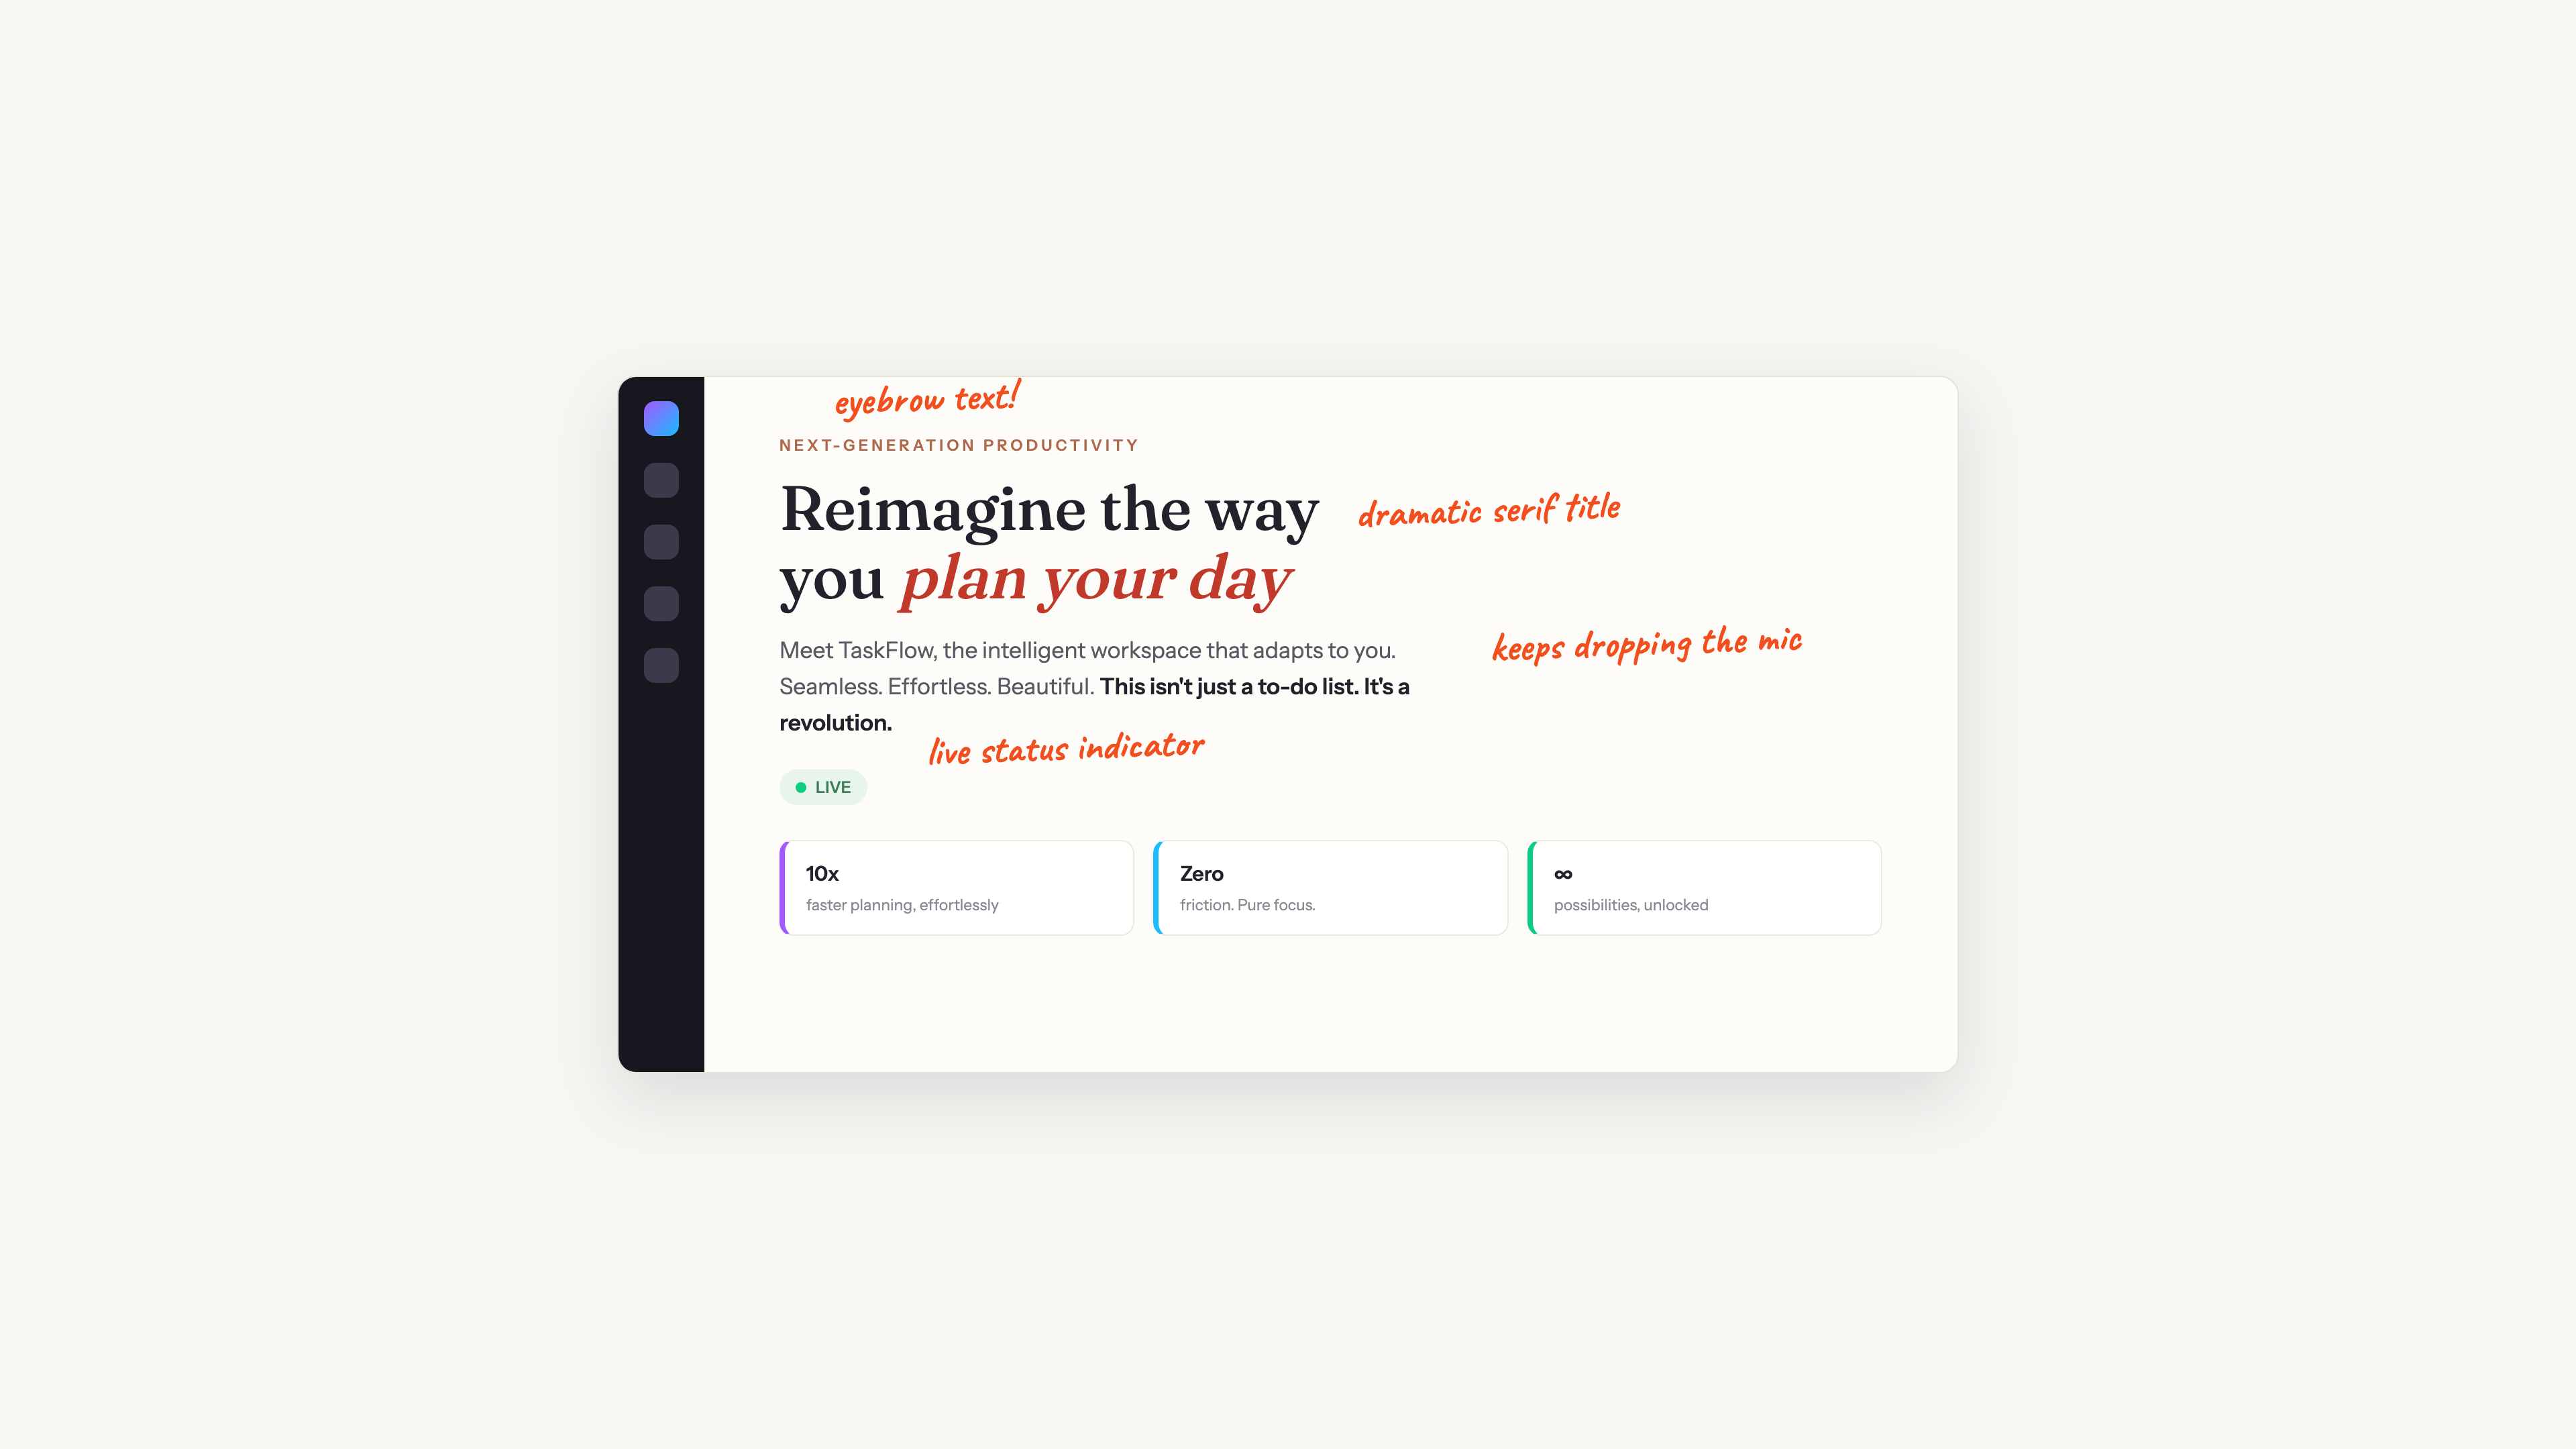 eyebrow text!
NEXT-GENERATION PRODUCTIVITY
Reimagine the way
dramatic serif title
you plan your day
keeps dropping the mic
Meet TaskFlow, the intelligent workspace that adapts to you.
Seamless. Effortless. Beautiful. This isn't just a to-do list. It's a
revolution.
live status indicator
LIVE
10x
faster planning, effortlessly
Zero
friction. Pure focus.
∞
possibilities, unlocked